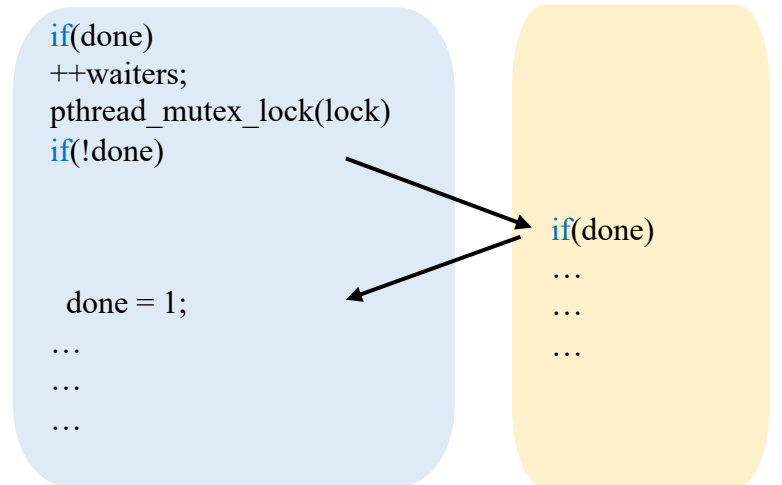 if(done)
++waiters;
pthread_mutex_lock(lock)
if(!done)
done = 1;
…
…
…
if(done)
…
…
…